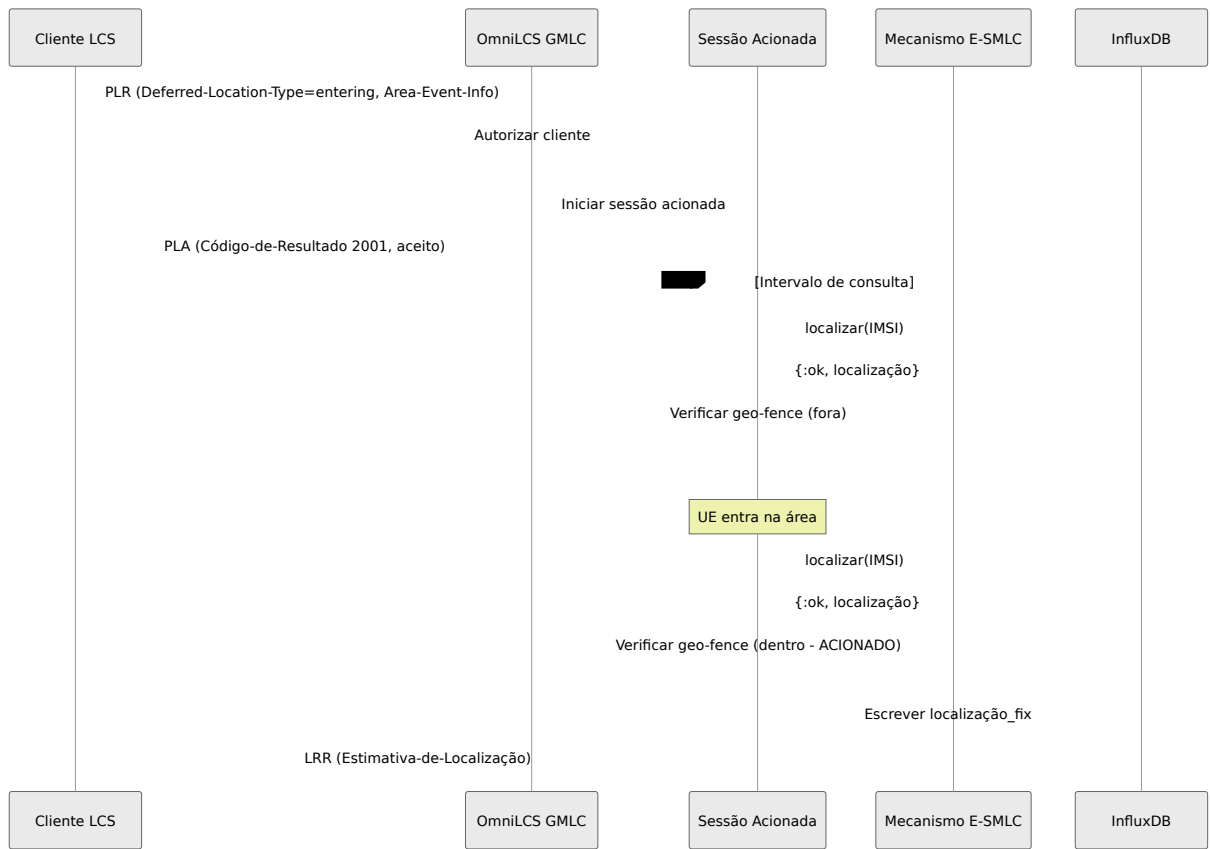 Cliente LCS
OmniLCS GMLC
Sessão Acionada
Mecanismo E-SMLC
InfluxDB
PLR (Deferred-Location-Type=entering, Area-Event-Info)
Autorizar cliente
Iniciar sessão acionada
PLA (Código-de-Resultado 2001, aceito)
[Intervalo de consulta]
localizar(IMSI)
{:ok, localização}
Verificar geo-fence (fora)
UE entra na área
localizar(IMSI)
{:ok, localização}
Verificar geo-fence (dentro - ACIONADO)
Escrever localização_fix
LRR (Estimativa-de-Localização)
Cliente LCS
OmniLCS GMLC
Sessão Acionada
Mecanismo E-SMLC
InfluxDB